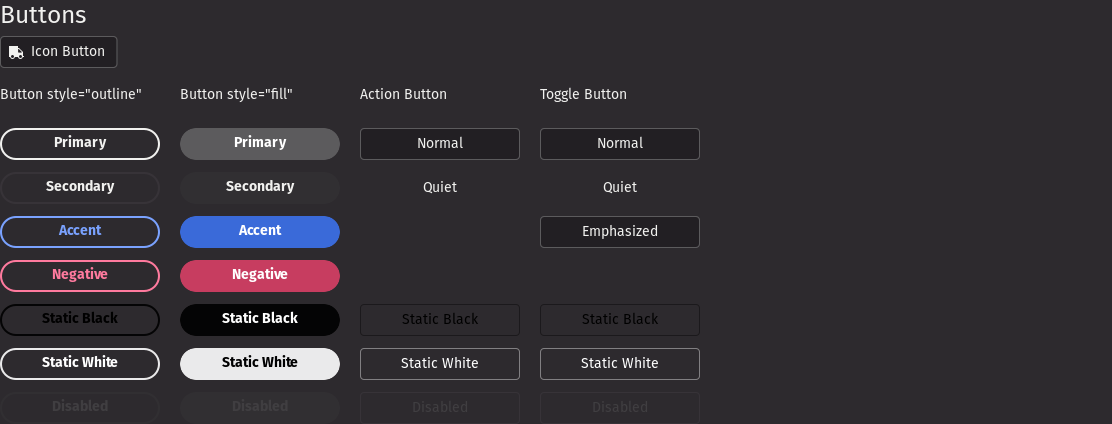 Buttons
Icon Button
Button style="outline" Button style="fill" Action Button Toggle Button
Primary Primary Normal Normal
Secondary Secondary Quiet Quiet
Accent Accent Emphasized
Negative Negative
Static Black Static Black Static Black Static Black
Static White Static White Static White Static White
Disabled Disabled Disabled Disabled